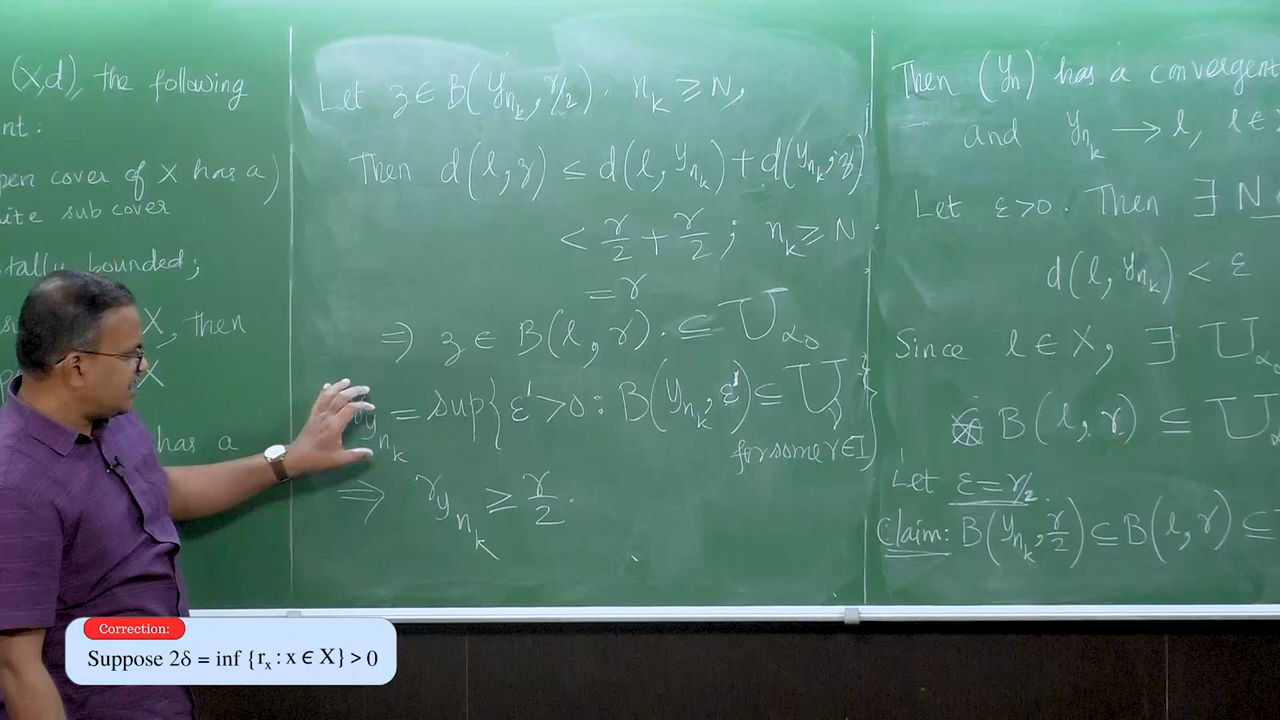 (X,d), the following
nt:
pen cover of X has a)
ite sub cover
tally bounded;
X, then
X
has a
Let z ∈ B(y_{n_k}, r/2). n_k ≥ N,
Then d(l, z) ≤ d(l, y_{n_k}) + d(y_{n_k}, z)
< r/2 + r/2 ; n_k ≥ N.
= r
⇒ z ∈ B(l, r). ⊆ U_{α_0}
r_{y_{n_k}} = sup{ε' > 0 : B(y_{n_k}, ε') ⊆ U_γ
for some γ∈I}
⇒ r_{y_{n_k}} ≥ r/2.
Then (y_n) has a convergent
and y_{n_k} → l, l ∈
Let ε>0. Then ∃ N
d(l, y_{n_k}) < ε
Since l ∈ X, ∃ U_α
B(l, r) ⊆ U
Let ε = r/2.
Claim: B(y_{n_k}, r/2) ⊆ B(l, r) ⊆
Correction:
Suppose 2δ = inf {r_x : x ∈ X} > 0